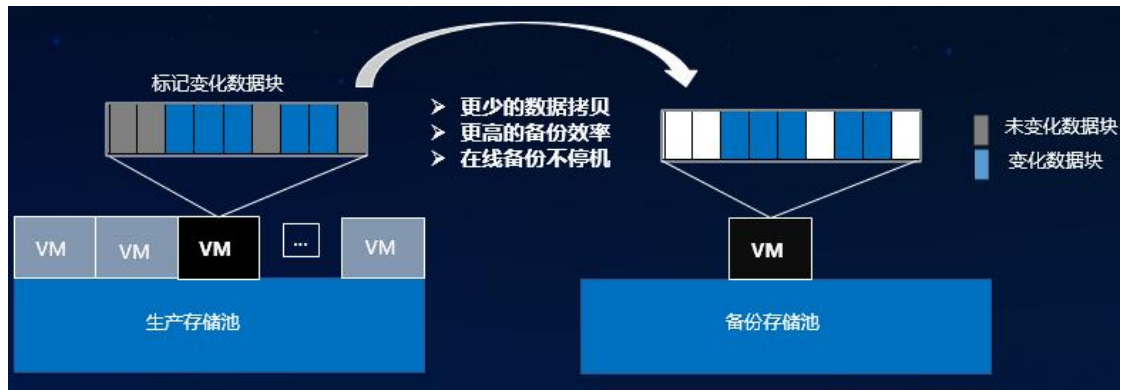 标记变化数据块
➢ 更少的数据拷贝
➢ 更高的备份效率
➢ 在线备份不停机
未变化数据块
变化数据块
VM
VM
VM
...
VM
VM
生产存储池
备份存储池